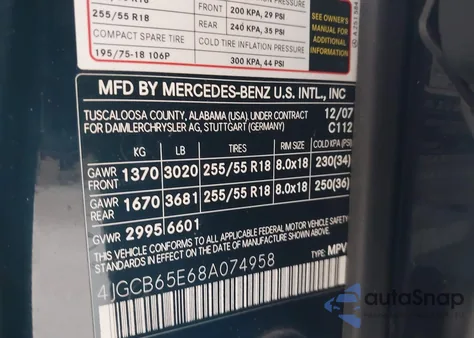 255/55 R18
FRONT
200 KPA, 29 PSI
REAR
240 KPA, 35 PSI
COMPACT SPARE TIRE
COLD TIRE INFLATION PRESSURE
195/75-18 106P
300 KPA, 44 PSI
SEE OWNER'S
MANUAL FOR
ADDITIONAL
INFORMATION
MFD BY MERCEDES-BENZ U.S. INTL., INC
TUSCALOOSA COUNTY, ALABAMA (USA). UNDER CONTRACT
FOR DAIMLERCHRYSLER AG, STUTTGART (GERMANY)
12/07
C112
KG LB TIRES RIM SIZE COLD KPA (PSI)
GAWR FRONT 1370 3020 255/55 R18 8.0x18 230(34)
GAWR REAR 1670 3681 255/55 R18 8.0x18 250(36)
GVWR 2995 6601
THIS VEHICLE CONFORMS TO ALL APPLICABLE FEDERAL MOTOR VEHICLE SAFETY
STANDARDS IN EFFECT ON THE DATE OF MANUFACTURE SHOWN ABOVE.
4JGCB65E68A074958
TYPE: MPV
autoSnap